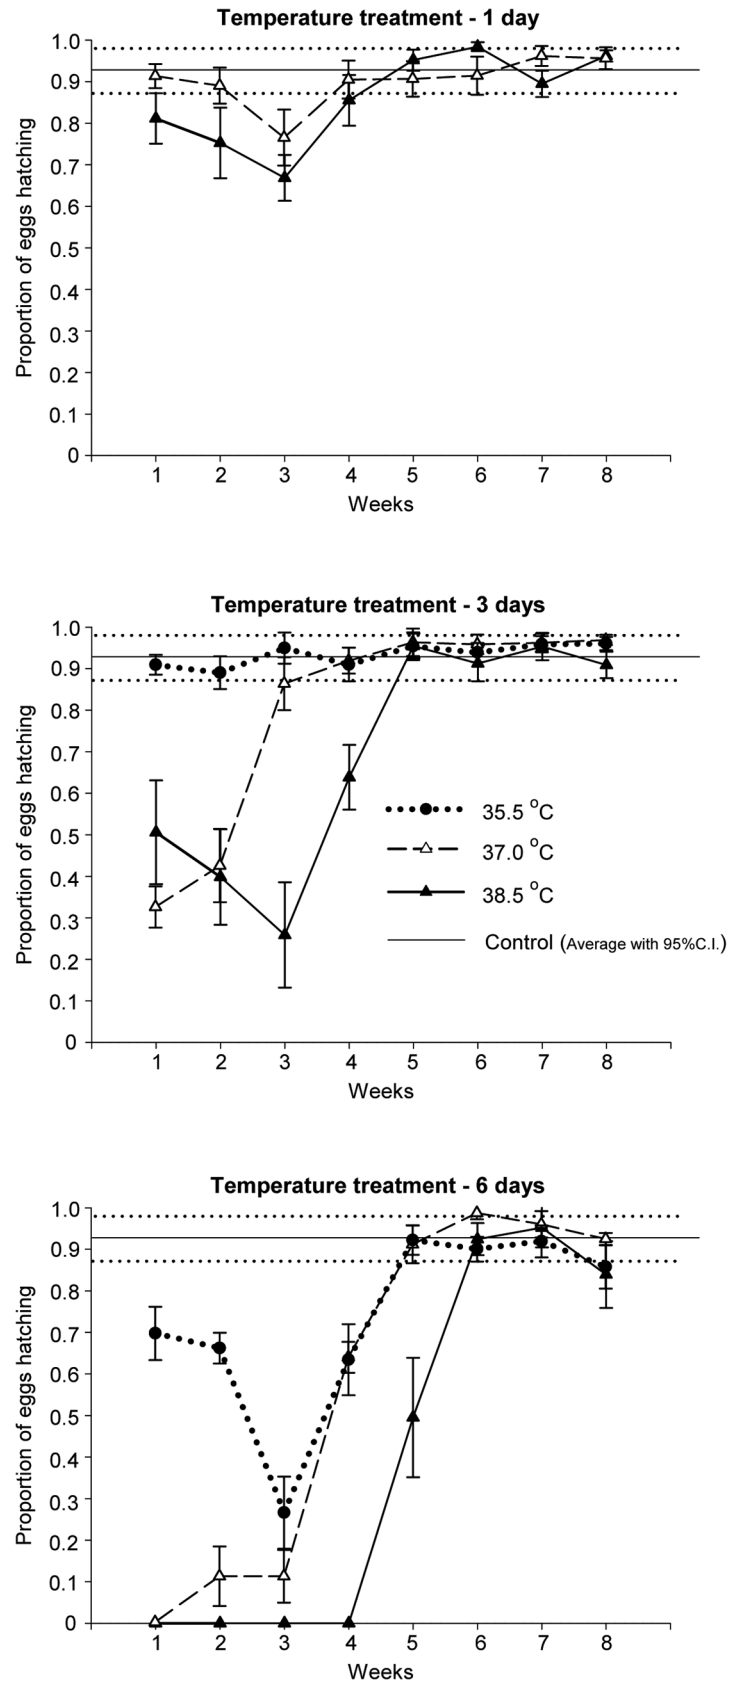 Temperature treatment - 1 day
1.0
0.9
0.8
0.7
0.6
0.5
0.4
0.3
0.2
0.1
0
Proportion of eggs hatching
1 2 3 4 5 6 7 8
Weeks
Temperature treatment - 3 days
1.0
0.9
0.8
0.7
0.6
0.5
0.4
0.3
0.2
0.1
0
Proportion of eggs hatching
35.5 °C
37.0 °C
38.5 °C
Control (Average with 95%C.I.)
1 2 3 4 5 6 7 8
Weeks
Temperature treatment - 6 days
1.0
0.9
0.8
0.7
0.6
0.5
0.4
0.3
0.2
0.1
0
Proportion of eggs hatching
1 2 3 4 5 6 7 8
Weeks